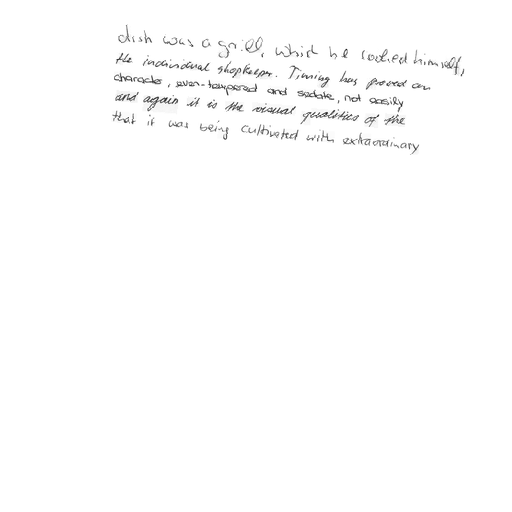 dish was a grill, which he cooked himself,
the individual shopkeeper. Timing has proved an
character, even-tempered and sedate, not easily
and again it is the visual qualities of the
that it was being cultivated with extraordinary